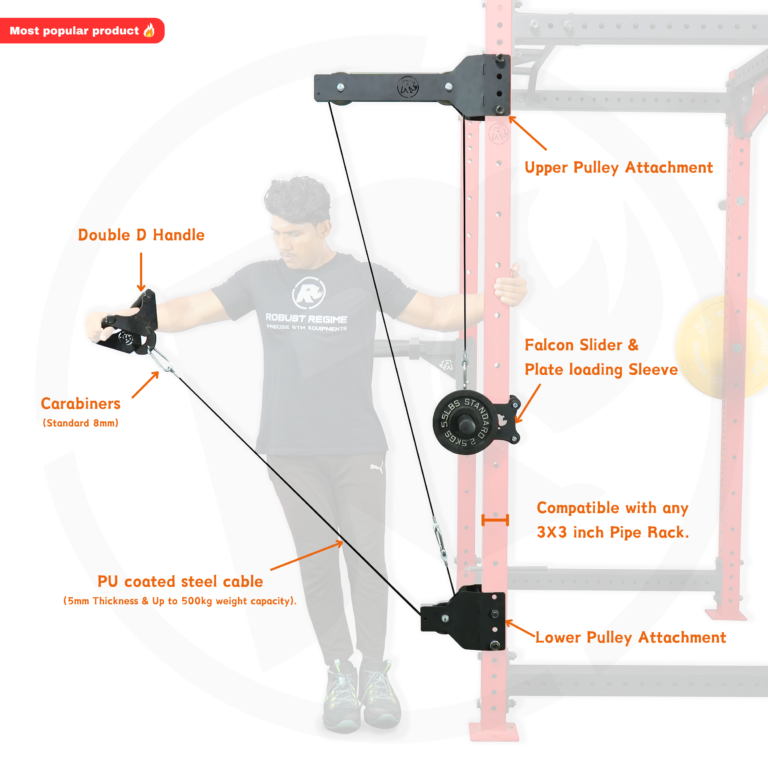 Most popular product 🔥
Upper Pulley Attachment
Double D Handle
ROBUST REGIME
PRECISE GYM EQUIPMENTS
Falcon Slider &
Plate loading Sleeve
Carabiners
(Standard 8mm)
5.5LBS STANDARD 2.5KGS
Compatible with any
3X3 inch Pipe Rack.
PU coated steel cable
(5mm Thickness & Up to 500kg weight capacity).
Lower Pulley Attachment